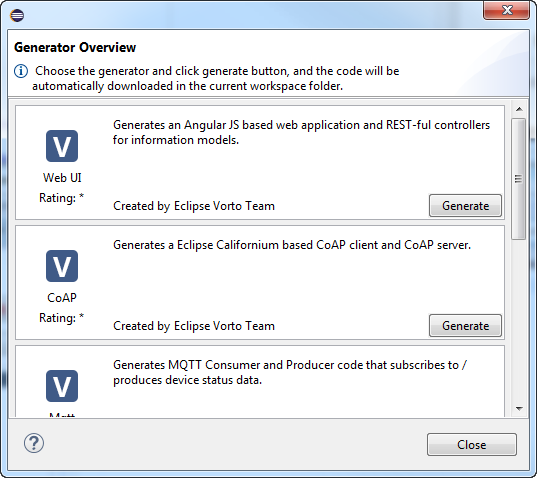 Generator Overview
Choose the generator and click generate button, and the code will be
automatically downloaded in the current workspace folder.
Generates an Angular JS based web application and REST-ful controllers
for information models.
V
Web UI
Rating: *
Created by Eclipse Vorto Team
Generate
Generates a Eclipse Californium based CoAP client and CoAP server.
V
CoAP
Rating: *
Created by Eclipse Vorto Team
Generate
Generates MQTT Consumer and Producer code that subscribes to /
produces device status data.
V
Mqtt
?
Close